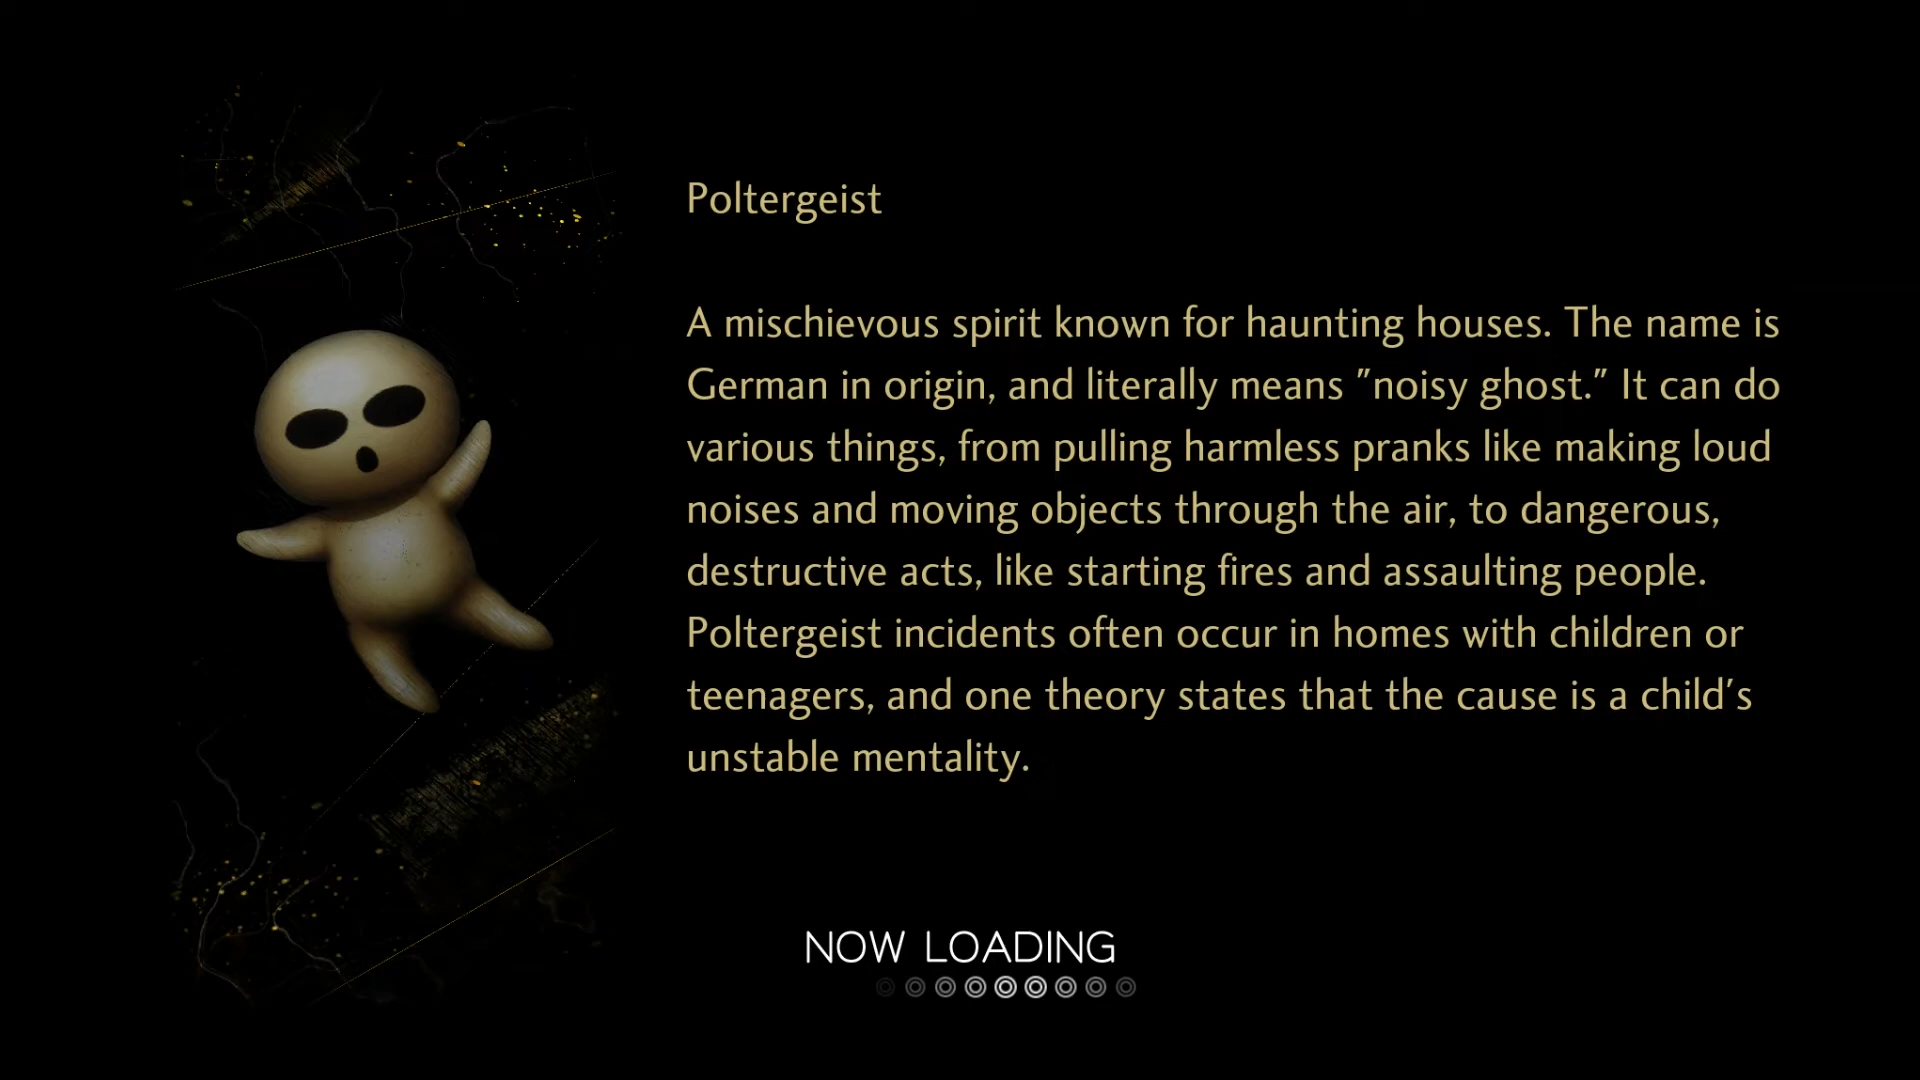 Poltergeist
A mischievous spirit known for haunting houses. The name is
German in origin, and literally means "noisy ghost." It can do
various things, from pulling harmless pranks like making loud
noises and moving objects through the air, to dangerous,
destructive acts, like starting fires and assaulting people.
Poltergeist incidents often occur in homes with children or
teenagers, and one theory states that the cause is a child's
unstable mentality.
NOW LOADING